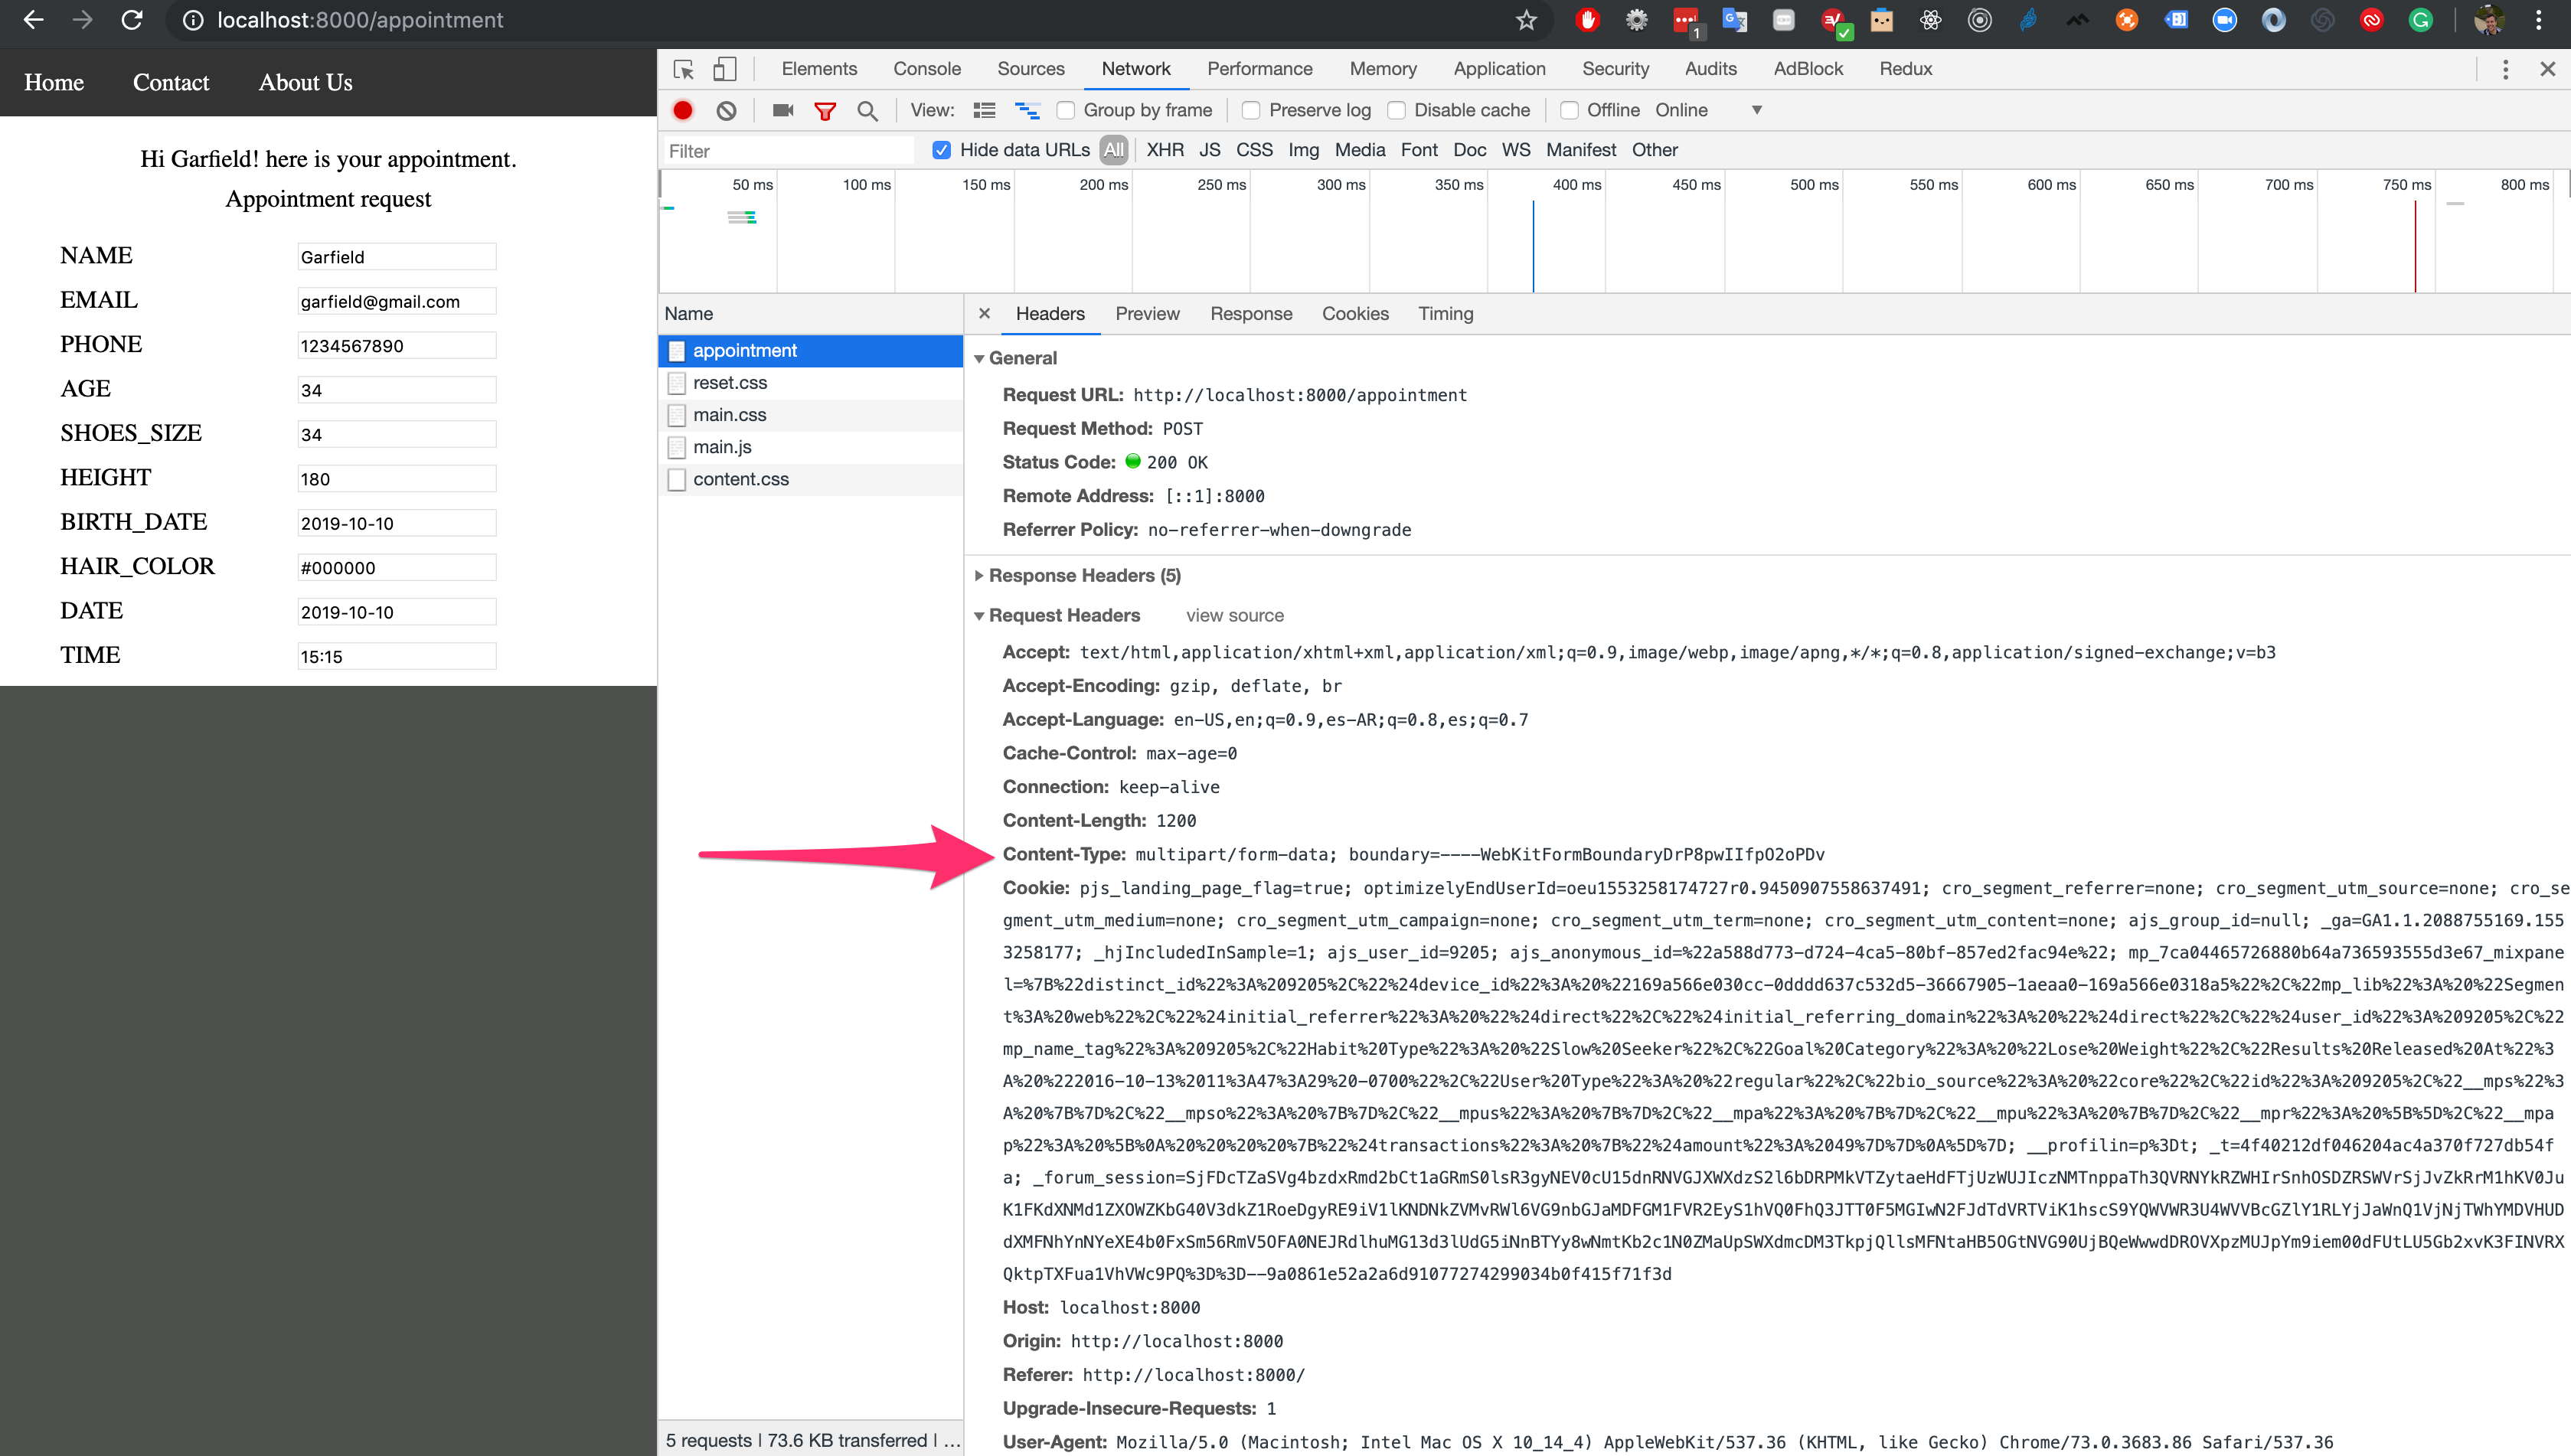 localhost:8000/appointment
1
Home Contact About Us
Hi Garfield! here is your appointment.
Appointment request
NAME Garfield
EMAIL garfield@gmail.com
PHONE 1234567890
AGE 34
SHOES_SIZE 34
HEIGHT 180
BIRTH_DATE 2019-10-10
HAIR_COLOR #000000
DATE 2019-10-10
TIME 15:15
Elements Console Sources Network Performance Memory Application Security Audits AdBlock Redux
View: Group by frame Preserve log Disable cache Offline Online
Filter Hide data URLs All XHR JS CSS Img Media Font Doc WS Manifest Other
50 ms 100 ms 150 ms 200 ms 250 ms 300 ms 350 ms 400 ms 450 ms 500 ms 550 ms 600 ms 650 ms 700 ms 750 ms 800 ms
Name
appointment
reset.css
main.css
main.js
content.css
5 requests | 73.6 KB transferred | ...
Headers Preview Response Cookies Timing
General
Request URL: http://localhost:8000/appointment
Request Method: POST
Status Code: 200 OK
Remote Address: [::1]:8000
Referrer Policy: no-referrer-when-downgrade
Response Headers (5)
Request Headers view source
Accept: text/html,application/xhtml+xml,application/xml;q=0.9,image/webp,image/apng,*/*;q=0.8,application/signed-exchange;v=b3
Accept-Encoding: gzip, deflate, br
Accept-Language: en-US,en;q=0.9,es-AR;q=0.8,es;q=0.7
Cache-Control: max-age=0
Connection: keep-alive
Content-Length: 1200
Content-Type: multipart/form-data; boundary=----WebKitFormBoundaryDrP8pwIIfpO2oPDv
Cookie: pjs_landing_page_flag=true; optimizelyEndUserId=oeu1553258174727r0.9450907558637491; cro_segment_referrer=none; cro_segment_utm_source=none; cro_se
gment_utm_medium=none; cro_segment_utm_campaign=none; cro_segment_utm_term=none; cro_segment_utm_content=none; ajs_group_id=null; _ga=GA1.1.2088755169.155
3258177; _hjIncludedInSample=1; ajs_user_id=9205; ajs_anonymous_id=%22a588d773-d724-4ca5-80bf-857ed2fac94e%22; mp_7ca04465726880b64a736593555d3e67_mixpane
l=%7B%22distinct_id%22%3A%209205%2C%22%24device_id%22%3A%20%22169a566e030cc-0dddd637c532d5-36667905-1aeaa0-169a566e0318a5%22%2C%22mp_lib%22%3A%20%22Segmen
t%3A%20web%22%2C%22%24initial_referrer%22%3A%20%22%24direct%22%2C%22%24initial_referring_domain%22%3A%20%22%24direct%22%2C%22%24user_id%22%3A%209205%2C%22
mp_name_tag%22%3A%209205%2C%22Habit%20Type%22%3A%20%22Slow%20Seeker%22%2C%22Goal%20Category%22%3A%20%22Lose%20Weight%22%2C%22Results%20Released%20At%22%3
A%20%222016-10-13%2011%3A47%3A29%20-0700%22%2C%22User%20Type%22%3A%20%22regular%22%2C%22bio_source%22%3A%20%22core%22%2C%22id%22%3A%209205%2C%22__mps%22%3
A%20%7B%7D%2C%22__mpso%22%3A%20%7B%7D%2C%22__mpus%22%3A%20%7B%7D%2C%22__mpa%22%3A%20%7B%7D%2C%22__mpu%22%3A%20%7B%7D%2C%22__mpr%22%3A%20%5B%5D%2C%22__mpa
p%22%3A%20%5B%0A%20%20%20%20%7B%22%24transactions%22%3A%20%7B%22%24amount%22%3A%2049%7D%7D%0A%5D%7D; __profilin=p%3Dt; _t=4f40212df046204ac4a370f727db54f
Host: localhost:8000
Origin: http://localhost:8000
Referer: http://localhost:8000/
Upgrade-Insecure-Requests: 1
User-Agent: Mozilla/5.0 (Macintosh; Intel Mac OS X 10_14_4) AppleWebKit/537.36 (KHTML, like Gecko) Chrome/73.0.3683.86 Safari/537.36